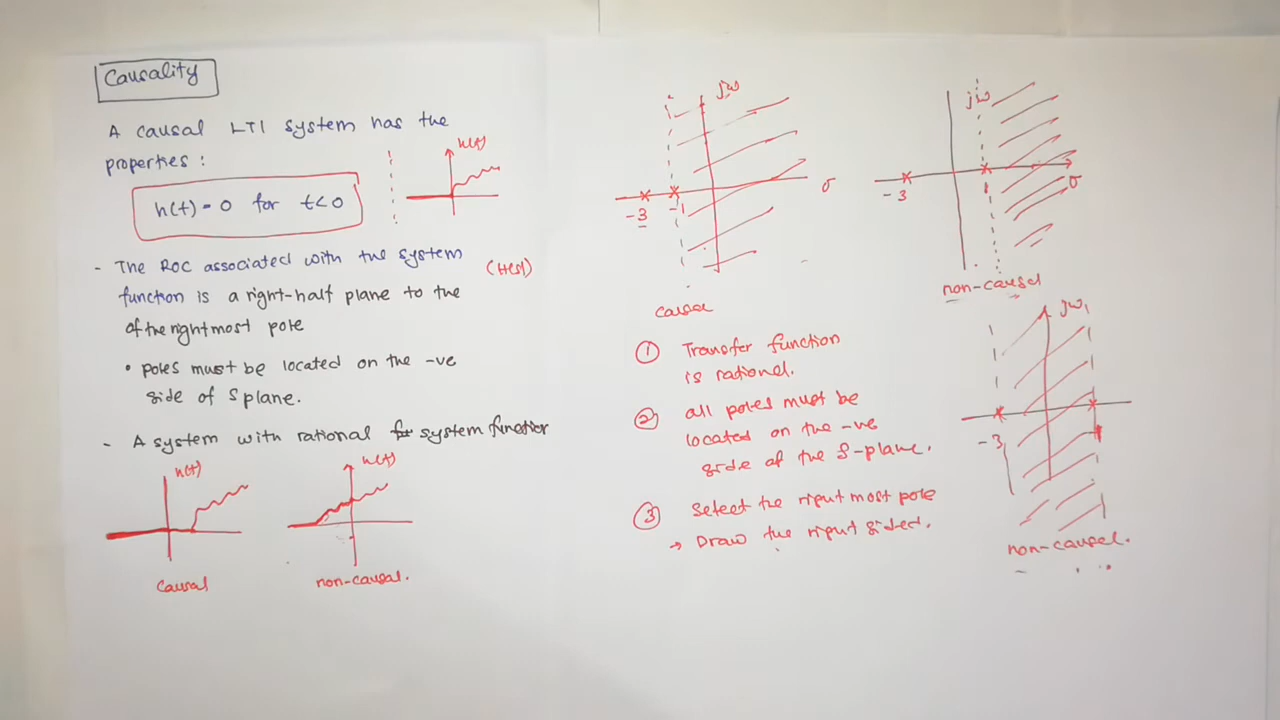 Causality
A causal LTI system has the
properties :
h(t)
h(t) = 0 for t<0
- The ROC associated with the system (H(s))
function is a right-half plane to the
of the rightmost pole
• poles must be located on the -ve
side of S plane.
- A system with rational system function
h(t)
h(t)
causal
non-causal.
jω
σ
-3
-1
causal
jω
σ
-3
1
non-causal
① Transfer function
is rational.
② all poles must be
located on the -ve
side of the S-plane.
③ Select the right most pole
→ Draw the right sided.
jω
-3
non-causal.